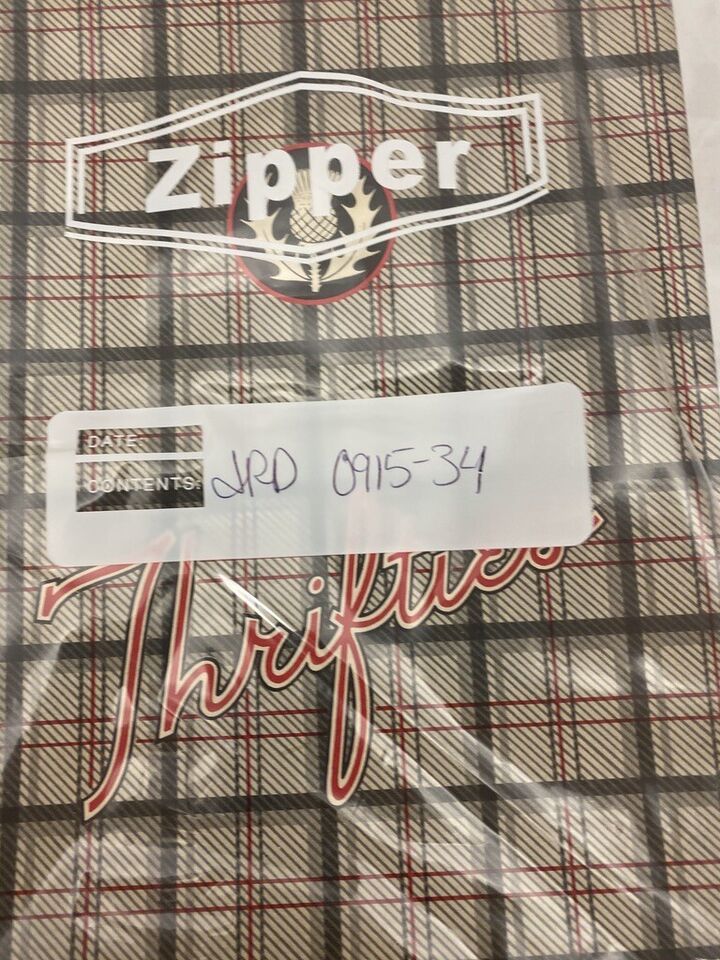 Zipper
DATE
CONTENTS:
JRD 0915-34
Thrifties